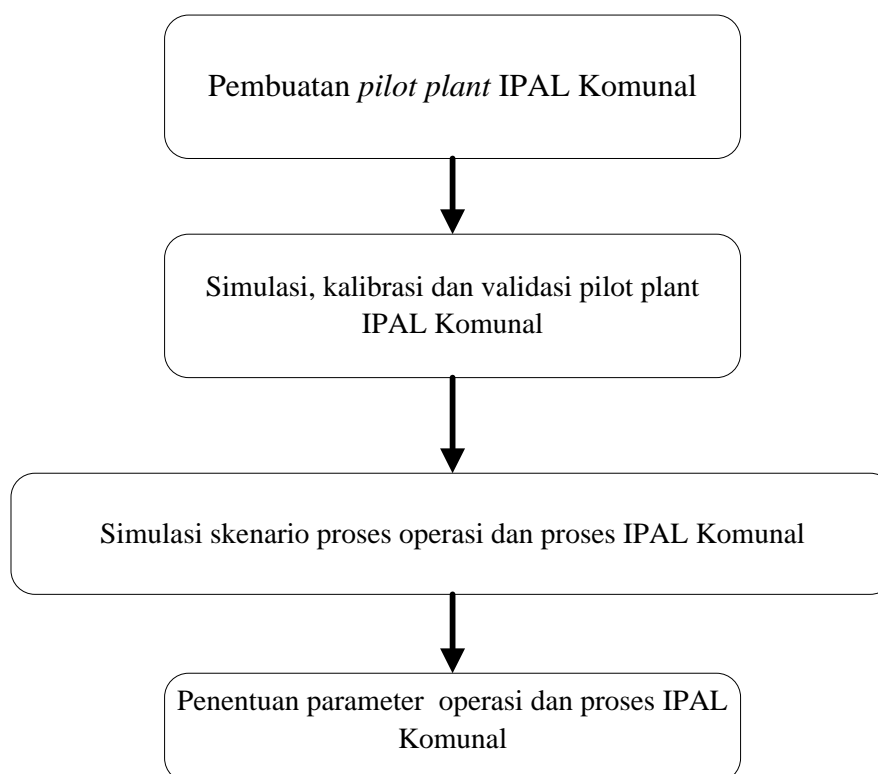 Pembuatan pilot plant IPAL Komunal
Simulasi, kalibrasi dan validasi pilot plant
IPAL Komunal
Simulasi skenario proses operasi dan proses IPAL Komunal
Penentuan parameter  operasi dan proses IPAL
Komunal